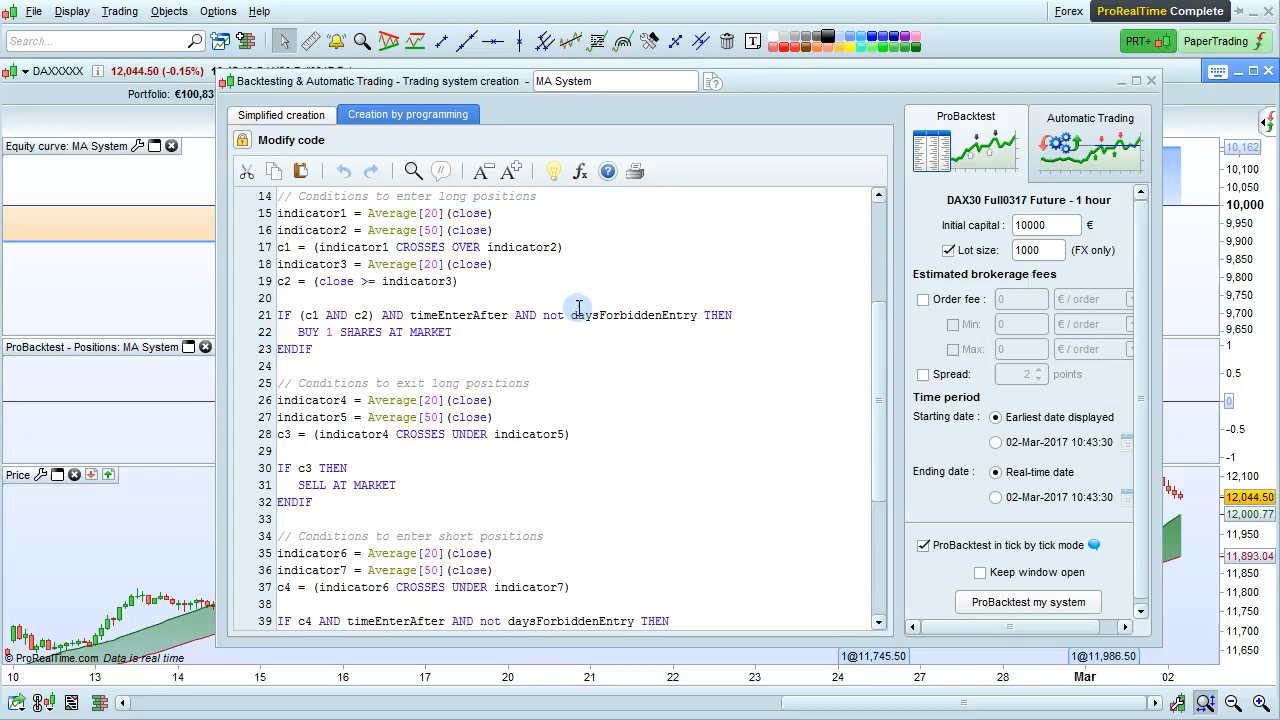 File Display Trading Objects Options Help Forex ProRealTime Complete
Search... PRT+ PaperTrading
DAXXXXX 12,044.50 (-0.15%)
Backtesting & Automatic Trading - Trading system creation - MA System
Portfolio: €100,83
Simplified creation Creation by programming
Modify code
Equity curve: MA System
ProBacktest - Positions: MA System
Price
14 // Conditions to enter long positions
15 indicator1 = Average[20](close)
16 indicator2 = Average[50](close)
17 c1 = (indicator1 CROSSES OVER indicator2)
18 indicator3 = Average[20](close)
19 c2 = (close >= indicator3)
20
21 IF (c1 AND c2) AND timeEnterAfter AND not daysForbiddenEntry THEN
22 BUY 1 SHARES AT MARKET
23 ENDIF
24
25 // Conditions to exit long positions
26 indicator4 = Average[20](close)
27 indicator5 = Average[50](close)
28 c3 = (indicator4 CROSSES UNDER indicator5)
29
30 IF c3 THEN
31 SELL AT MARKET
32 ENDIF
33
34 // Conditions to enter short positions
35 indicator6 = Average[20](close)
36 indicator7 = Average[50](close)
37 c4 = (indicator6 CROSSES UNDER indicator7)
38
39 IF c4 AND timeEnterAfter AND not daysForbiddenEntry THEN
ProBacktest Automatic Trading
DAX30 Full0317 Future - 1 hour
Initial capital: 10000 €
Lot size: 1000 (FX only)
Estimated brokerage fees
Order fee : 0 € / order
Min: 0 € / order
Max: 0 € / order
Spread: 2 points
Time period
Starting date : Earliest date displayed
02-Mar-2017 10:43:30
Ending date : Real-time date
02-Mar-2017 10:43:30
ProBacktest in tick by tick mode
Keep window open
ProBacktest my system
10,162
10,100
10,050
10,000
9,950
9,900
9,850
9,800
9,750
9,700
9,650
1
0.5
0
-0.5
-1
12,100
12,044.50
12,000.77
11,950
11,893.04
11,850
11,800
11,750
11,700
11,650
© ProRealTime.com Data is real time
1@11,745.50 1@11,986.50
10 13 14 15 16 17 20 21 22 23 24 27 28 Mar 02